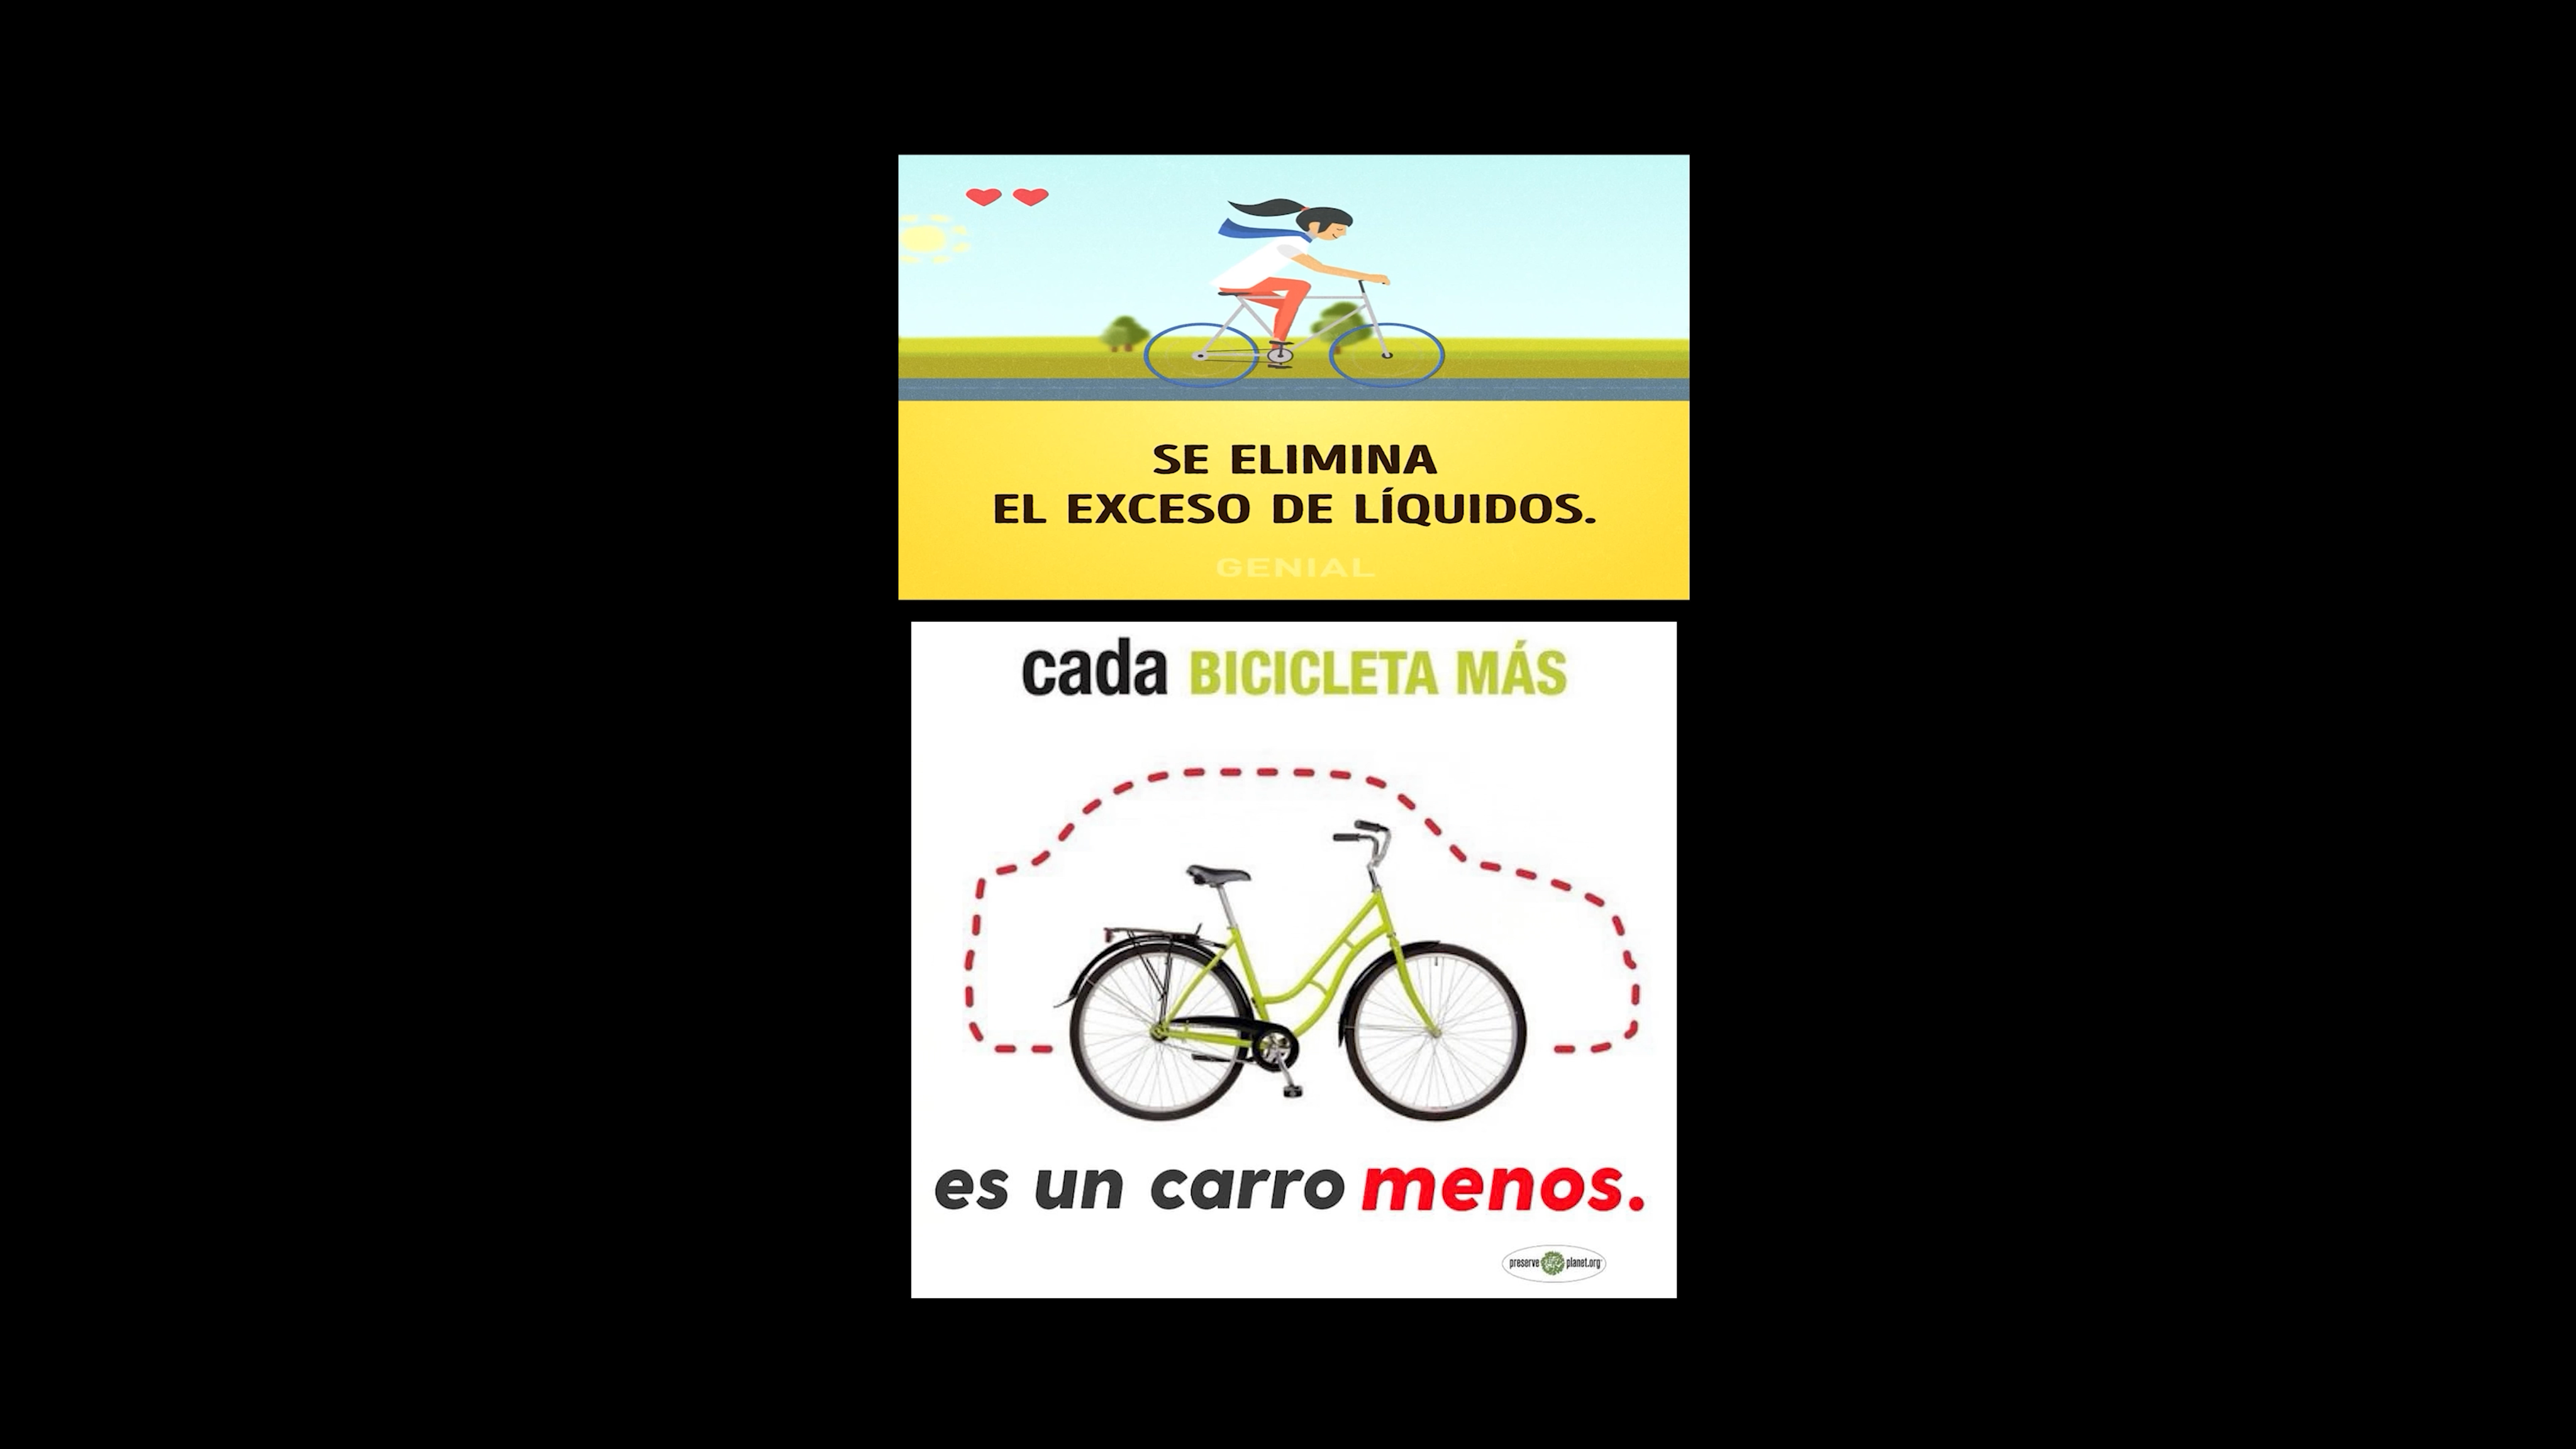 SE ELIMINA
EL EXCESO DE LÍQUIDOS.
GENIAL
cada BICICLETA MÁS
es un carro menos.
preserve planet.org